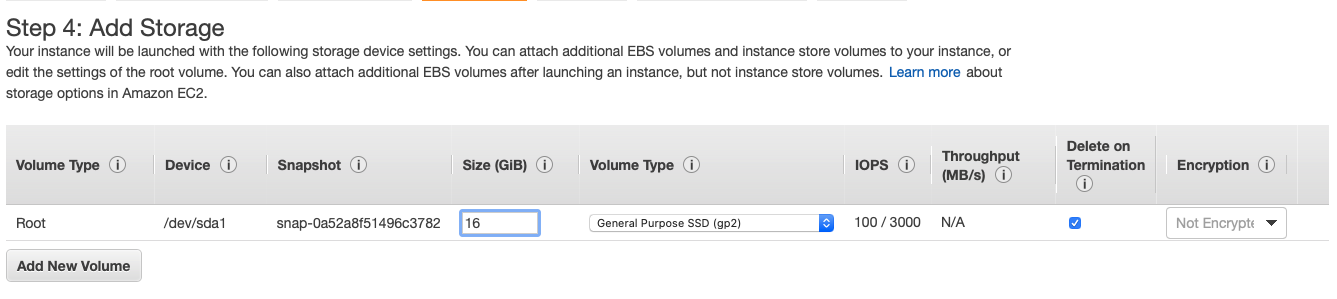 Step 4: Add Storage
Your instance will be launched with the following storage device settings. You can attach additional EBS volumes and instance store volumes to your instance, or
edit the settings of the root volume. You can also attach additional EBS volumes after launching an instance, but not instance store volumes. Learn more about
storage options in Amazon EC2.
Volume Type i Device i Snapshot i Size (GiB) i Volume Type i IOPS i Throughput (MB/s) i Delete on Termination i Encryption i
Root /dev/sda1 snap-0a52a8f51496c3782 16 General Purpose SSD (gp2) 100 / 3000 N/A Not Encrypte
Add New Volume